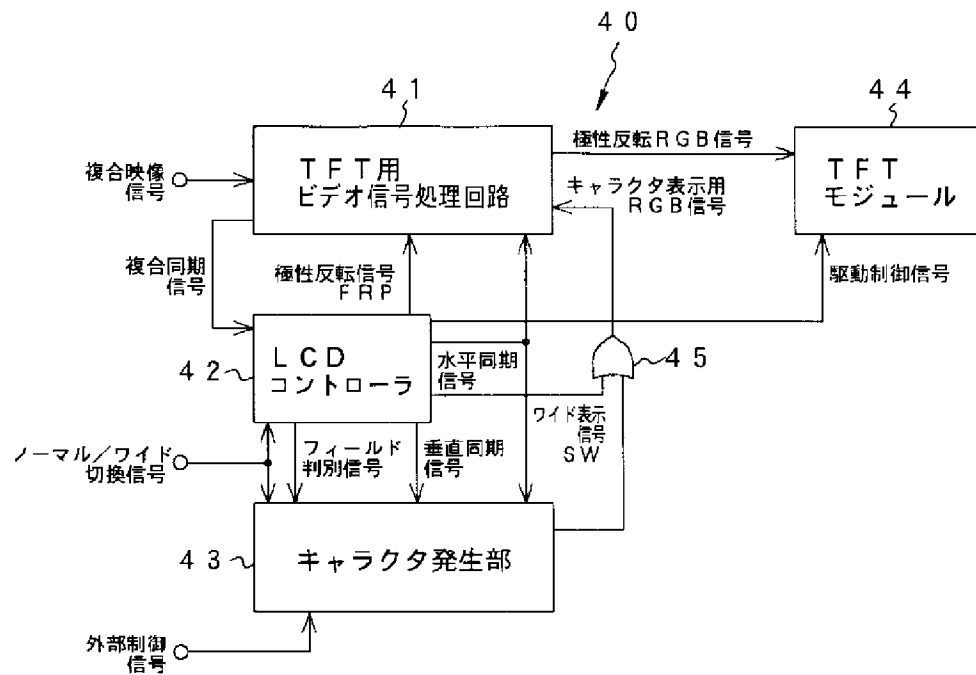 ４０
４１
４４
ＴＦＴ用
ビデオ信号処理回路
極性反転ＲＧＢ信号
ＴＦＴ
モジュール
複合映像
信号
キャラクタ表示用
ＲＧＢ信号
複合同期
信号
極性反転信号
ＦＲＰ
駆動制御信号
４２
ＬＣＤ
コントローラ
水平同期
信号
４５
ワイド表示
信号
ＳＷ
ノーマル／ワイド
切換信号
フィールド
判別信号
垂直同期
信号
４３
キャラクタ発生部
外部制御
信号